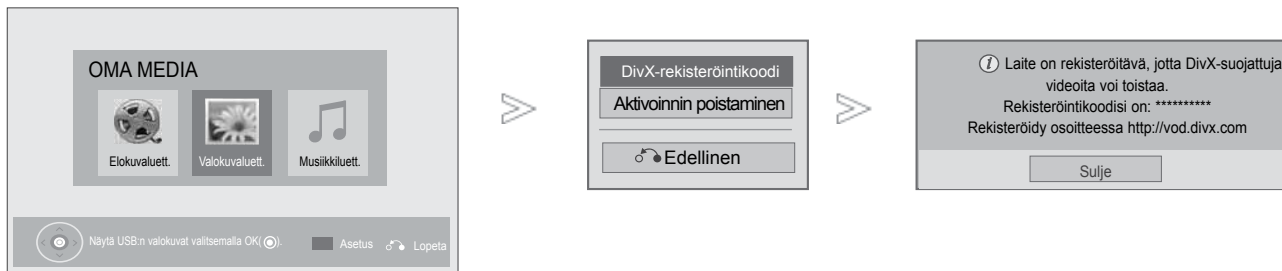 OMA MEDIA
Elokuvaluett.
Valokuvaluett.
Musiikkiluett.
Näytä USB:n valokuvat valitsemalla OK(◉).
Asetus
Lopeta
DivX-rekisteröintikoodi
Aktivoinnin poistaminen
Edellinen
Laite on rekisteröitävä, jotta DivX-suojattuja
videoita voi toistaa.
Rekisteröintikoodisi on: **********
Rekisteröidy osoitteessa http://vod.divx.com
Sulje